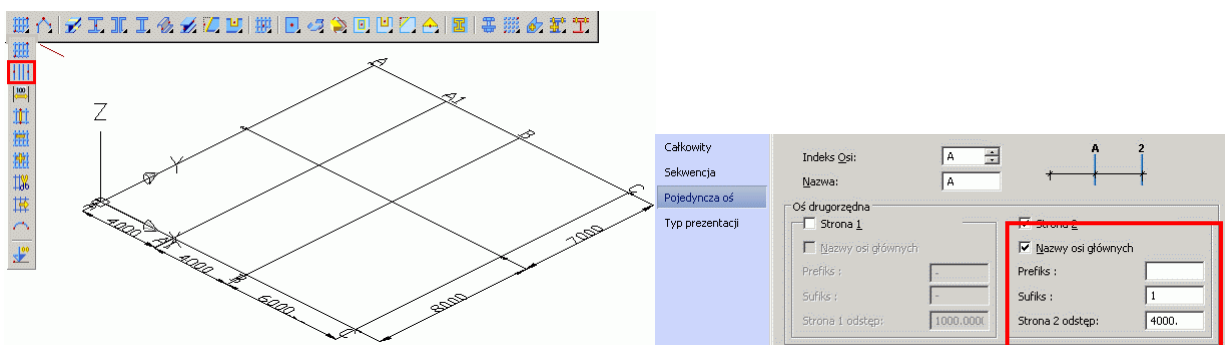 100
Z
Y
A
A1
B
C
4000
A1
4000
B
6000
C
8000
7000
Całkowity
Sekwencja
Pojedyncza oś
Typ prezentacji
Indeks Osi: A
Nazwa: A
A 2
Oś drugorzędna
Strona 1
Nazwy osi głównych
Prefiks : -
Sufiks : -
Strona 1 odstęp: 1000.000(
Strona 2
Nazwy osi głównych
Prefiks :
Sufiks : 1
Strona 2 odstęp: 4000.